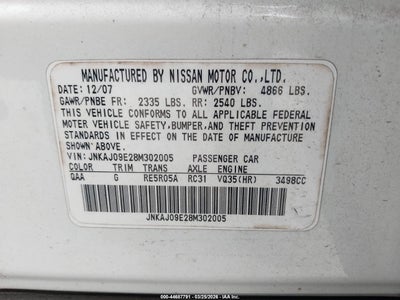 MANUFACTURED BY NISSAN MOTOR CO.,LTD.
DATE: 12/07 GVWR/PNBV: 4866 LBS.
GAWR/PNBE FR: 2335 LBS. RR: 2540 LBS.
THIS VEHICLE CONFORMS TO ALL APPLICABLE FEDERAL
MOTOR VEHICLE SAFETY, BUMPER, AND THEFT PREVENTION
STANDARDS IN EFFECT ON THE DATE OF MANUFACTURE
SHOWN ABOVE.
VIN: JNKAJ09E28M302005 PASSENGER CAR
COLOR TRIM TRANS AXLE ENGINE
QAA G RE5R05A RC31 VQ35(HR) 3498CC
JNKAJ09E28M302005
ID: 000-44687791 - 03/25/2026 - IAA, INC.